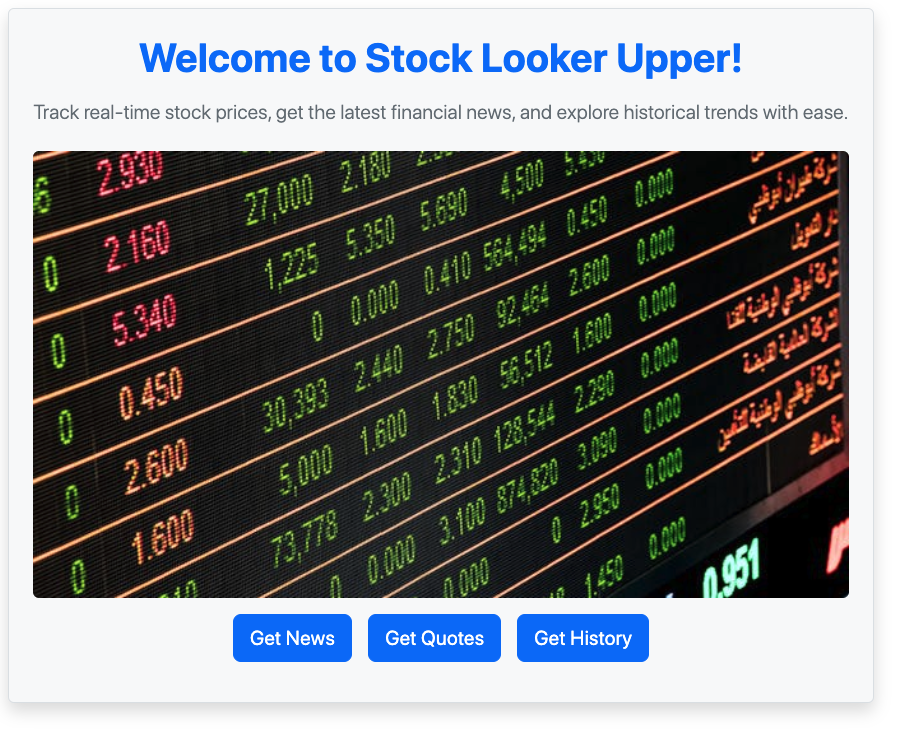 Welcome to Stock Looker Upper!
Track real-time stock prices, get the latest financial news, and explore historical trends with ease.
2.930 2.180
2.160 27,000 5.350 5.690 4,500 0.450 0.000 شركة طيران أبوظبي
0 5.340 1,225 0.000 0.410 564,494 2.600 0.000 دار التمويل
0 0.450 0 2.440 2.750 92,464 1.600 0.000
0 2.600 30,393 1.600 1.830 56,512 2.290 0.000
0 1.600 5,000 2.300 2.310 128,544 3.090 0.000
0 73,778 0.000 3.100 874,820 2.950 0.000
0 0.000 0 1.450 0.000
0.951
Get News Get Quotes Get History